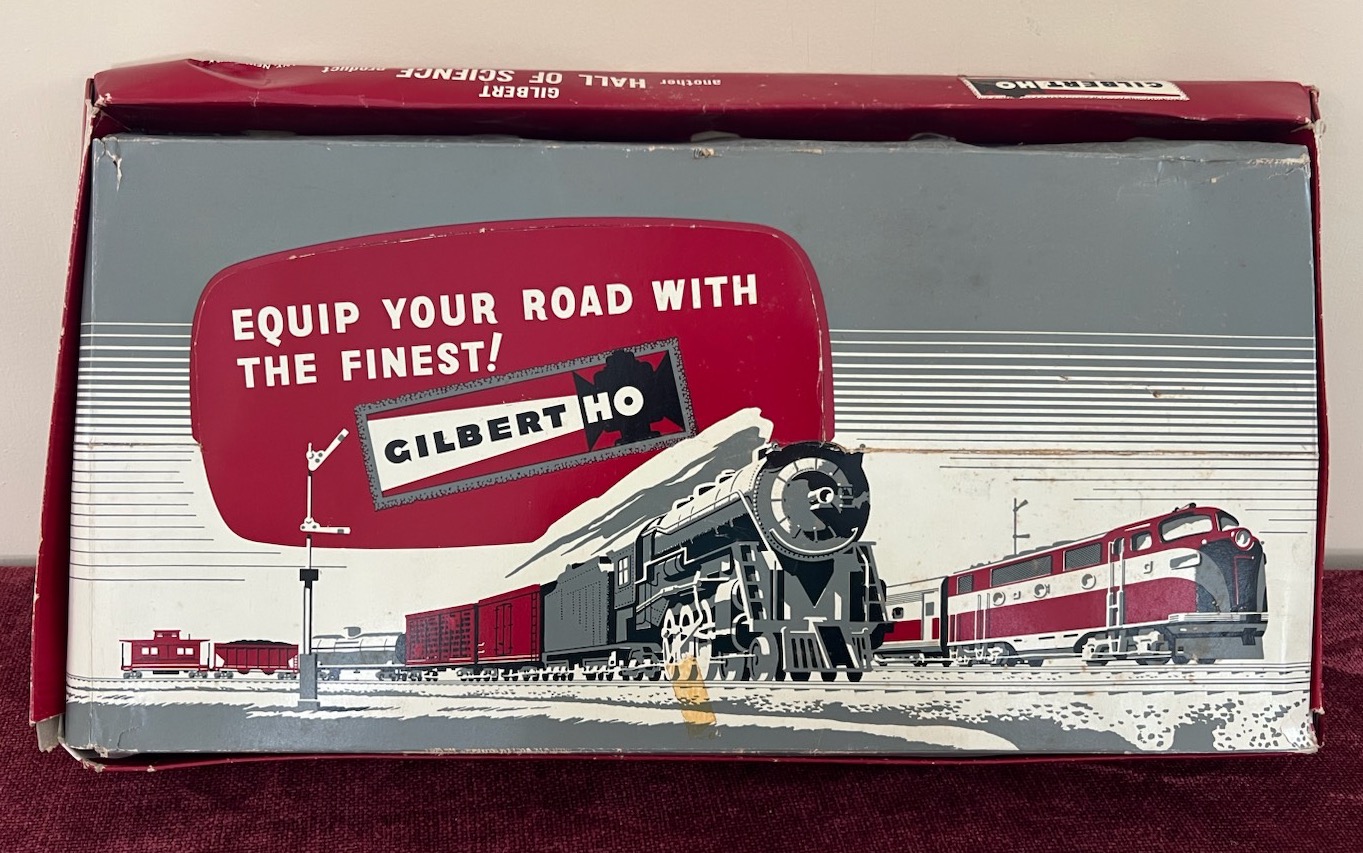 GILBERT
another HALL OF SCIENCE product
GILBERT HO
EQUIP YOUR ROAD WITH
THE FINEST!
GILBERT HO